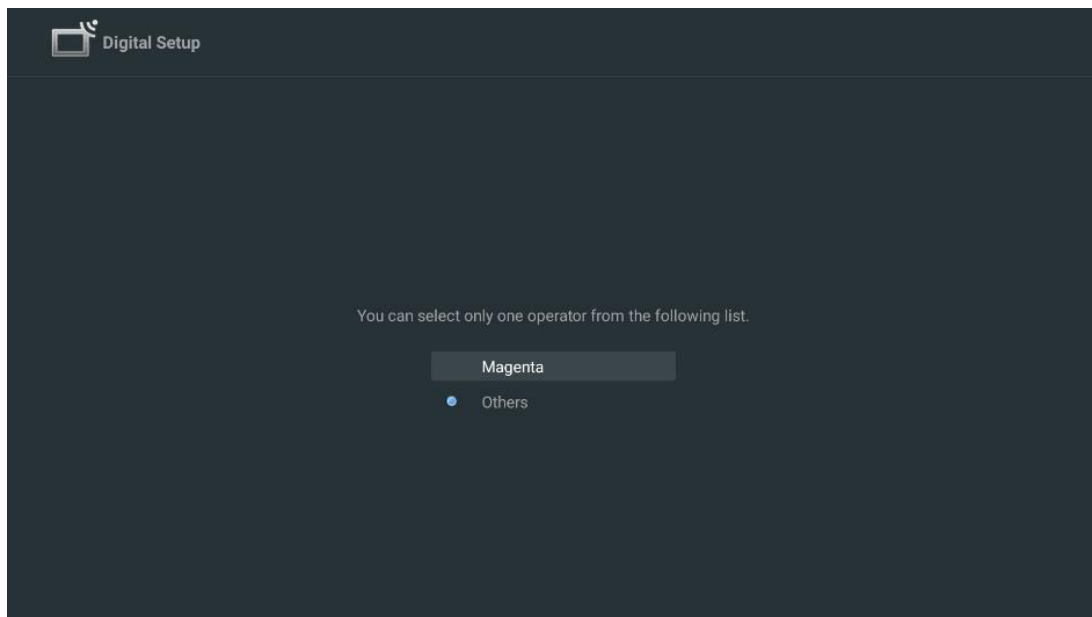 Digital Setup
You can select only one operator from the following list.
Magenta
Others